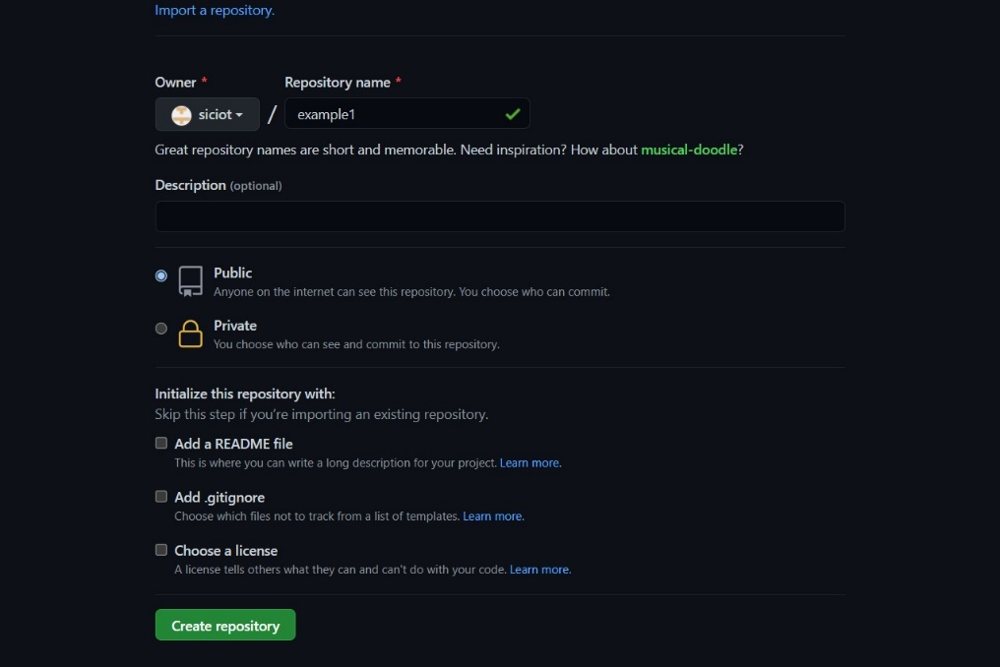 Import a repository.
Owner * Repository name *
siciot / example1
Great repository names are short and memorable. Need inspiration? How about musical-doodle?
Description (optional)
Public
Anyone on the internet can see this repository. You choose who can commit.
Private
You choose who can see and commit to this repository.
Initialize this repository with:
Skip this step if you're importing an existing repository.
Add a README file
This is where you can write a long description for your project. Learn more.
Add .gitignore
Choose which files not to track from a list of templates. Learn more.
Choose a license
A license tells others what they can and can't do with your code. Learn more.
Create repository